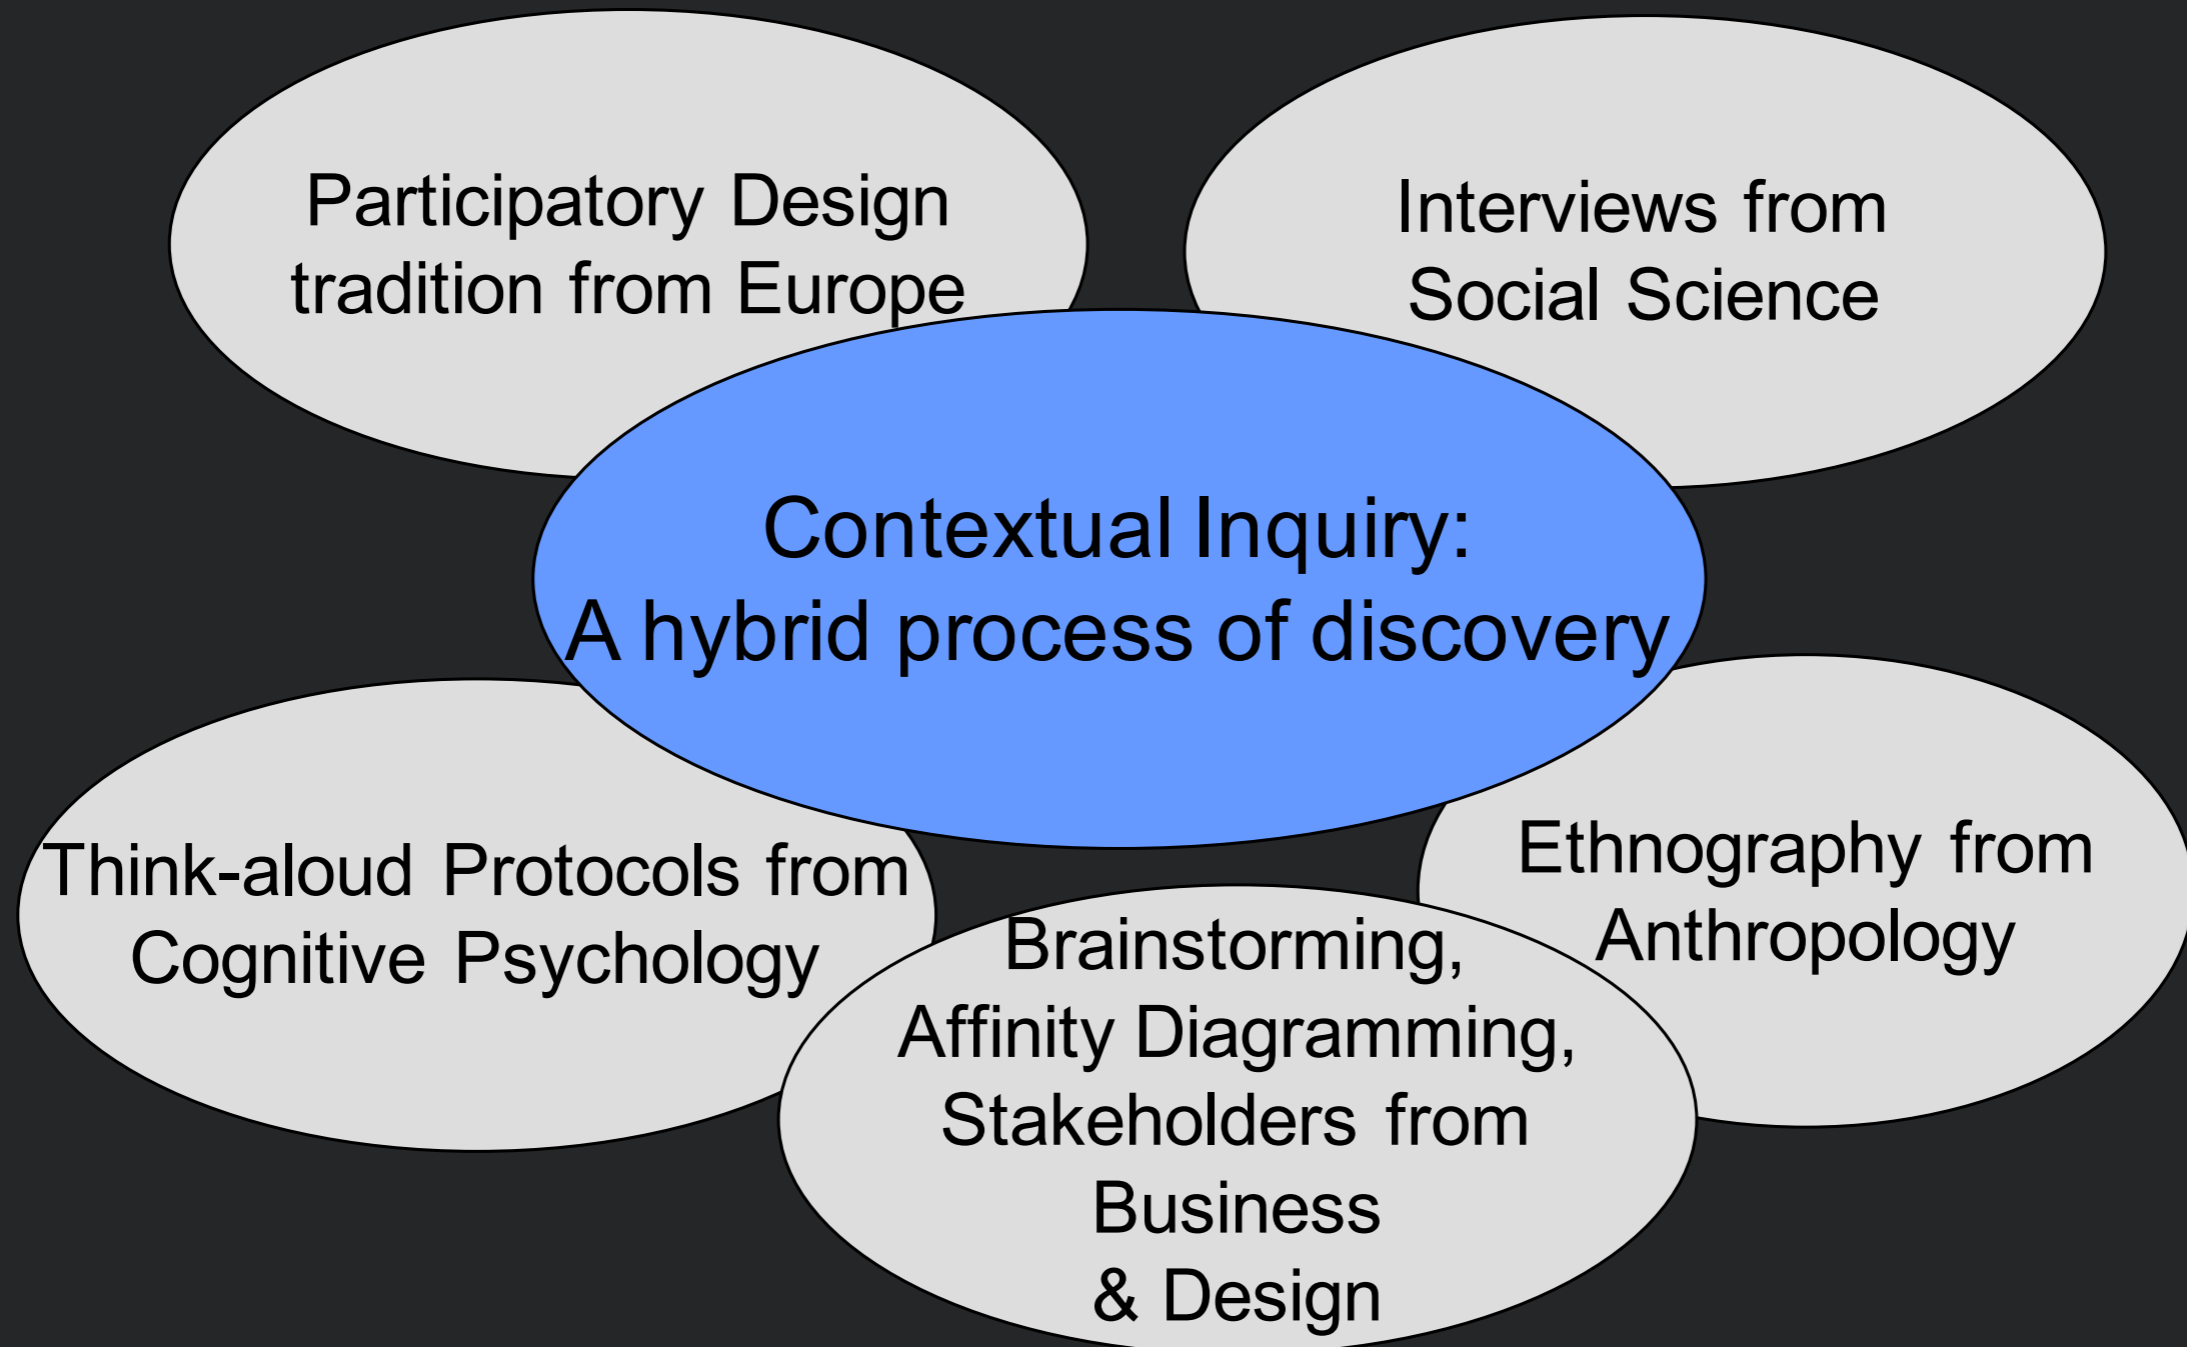 Participatory Design
tradition from Europe
Interviews from
Social Science
Contextual Inquiry:
A hybrid process of discovery
Think-aloud Protocols from
Cognitive Psychology
Brainstorming,
Affinity Diagramming,
Stakeholders from
Business
& Design
Ethnography from
Anthropology